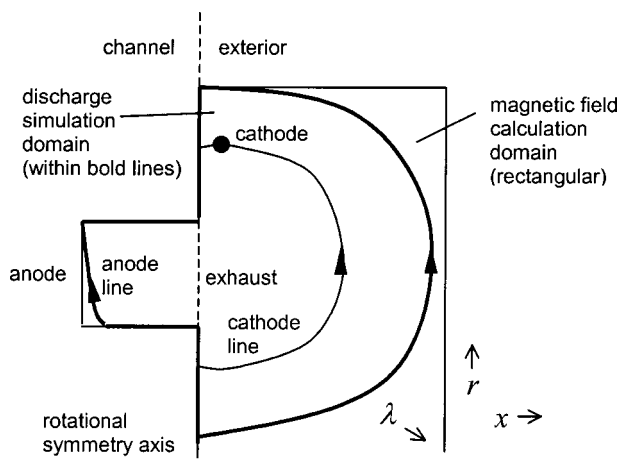 channel
exterior
discharge
simulation
domain
(within bold lines)
cathode
magnetic field
calculation
domain
(rectangular)
anode
anode
line
exhaust
cathode
line
r
λ
x
rotational
symmetry axis